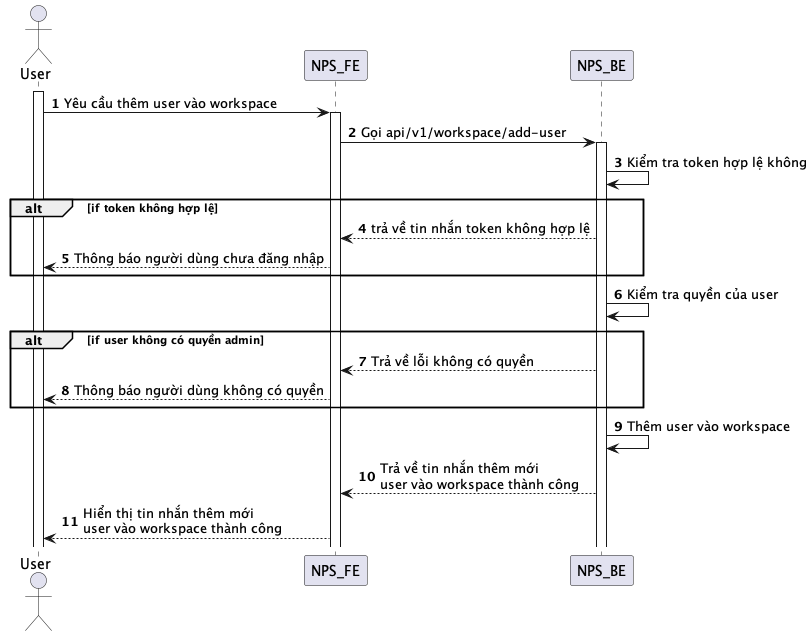 User
NPS_FE
NPS_BE
1 Yêu cầu thêm user vào workspace
2 Gọi api/v1/workspace/add-user
3 Kiểm tra token hợp lệ không
alt [if token không hợp lệ]
4 trả về tin nhắn token không hợp lệ
5 Thông báo người dùng chưa đăng nhập
6 Kiểm tra quyền của user
alt [if user không có quyền admin]
7 Trả về lỗi không có quyền
8 Thông báo người dùng không có quyền
9 Thêm user vào workspace
10 Trả về tin nhắn thêm mới
user vào workspace thành công
11 Hiển thị tin nhắn thêm mới
user vào workspace thành công
User
NPS_FE
NPS_BE